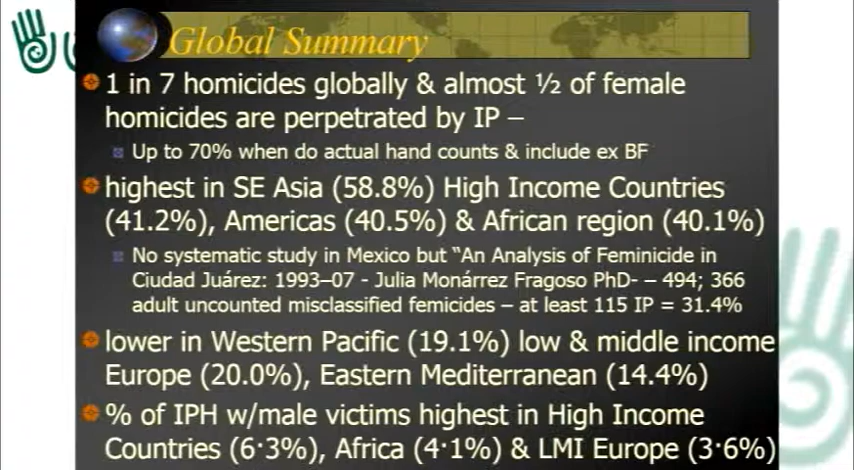 Global Summary
1 in 7 homicides globally & almost ½ of female
homicides are perpetrated by IP –
Up to 70% when do actual hand counts & include ex BF
highest in SE Asia (58.8%) High Income Countries
(41.2%), Americas (40.5%) & African region (40.1%)
No systematic study in Mexico but “An Analysis of Feminicide in
Ciudad Juárez: 1993–07 - Julia Monárrez Fragoso PhD- – 494; 366
adult uncounted misclassified femicides – at least 115 IP = 31.4%
lower in Western Pacific (19.1%) low & middle income
Europe (20.0%), Eastern Mediterranean (14.4%)
% of IPH w/male victims highest in High Income
Countries (6·3%), Africa (4·1%) & LMI Europe (3·6%)